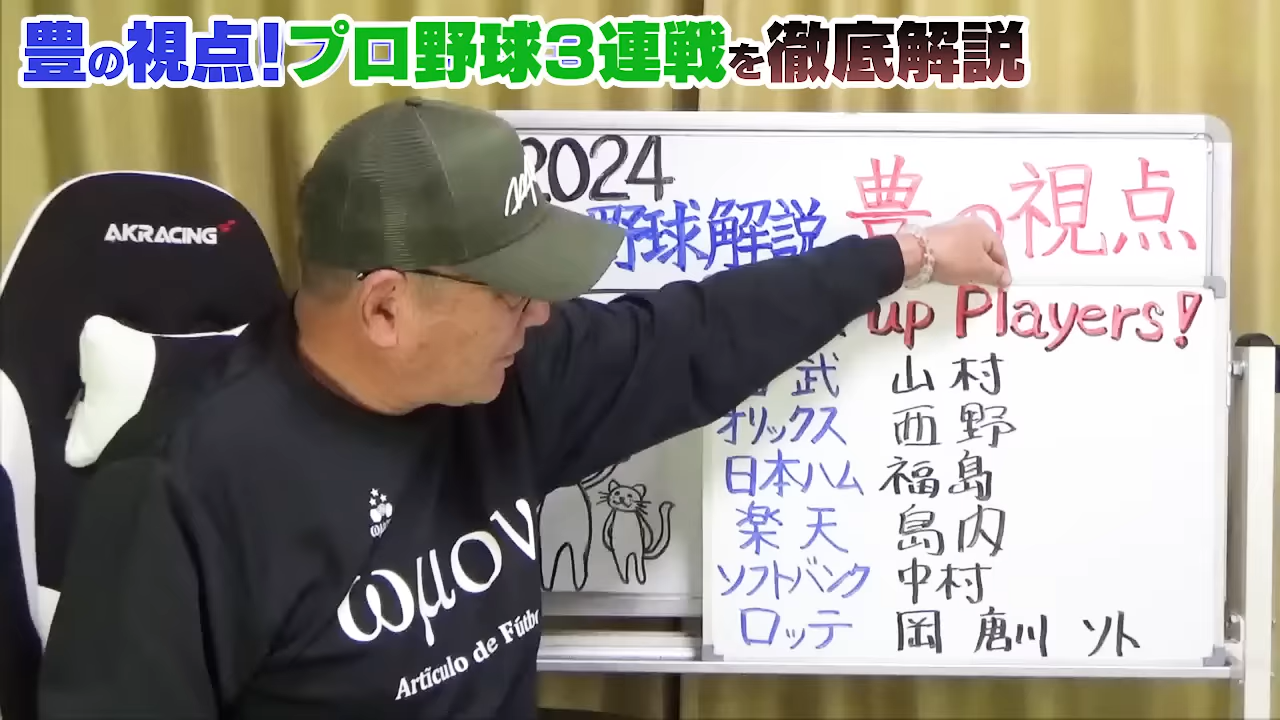 豊の視点!プロ野球3連戦を徹底解説
AKRACING
2024
野球解説
豊の視点
up Players!
西武 山村
オリックス 西野
日本ハム 福島
楽天 島内
ソフトバンク 中村
ロッテ 岡 唐川 ソト
ωμον
Artículo de Fútbo